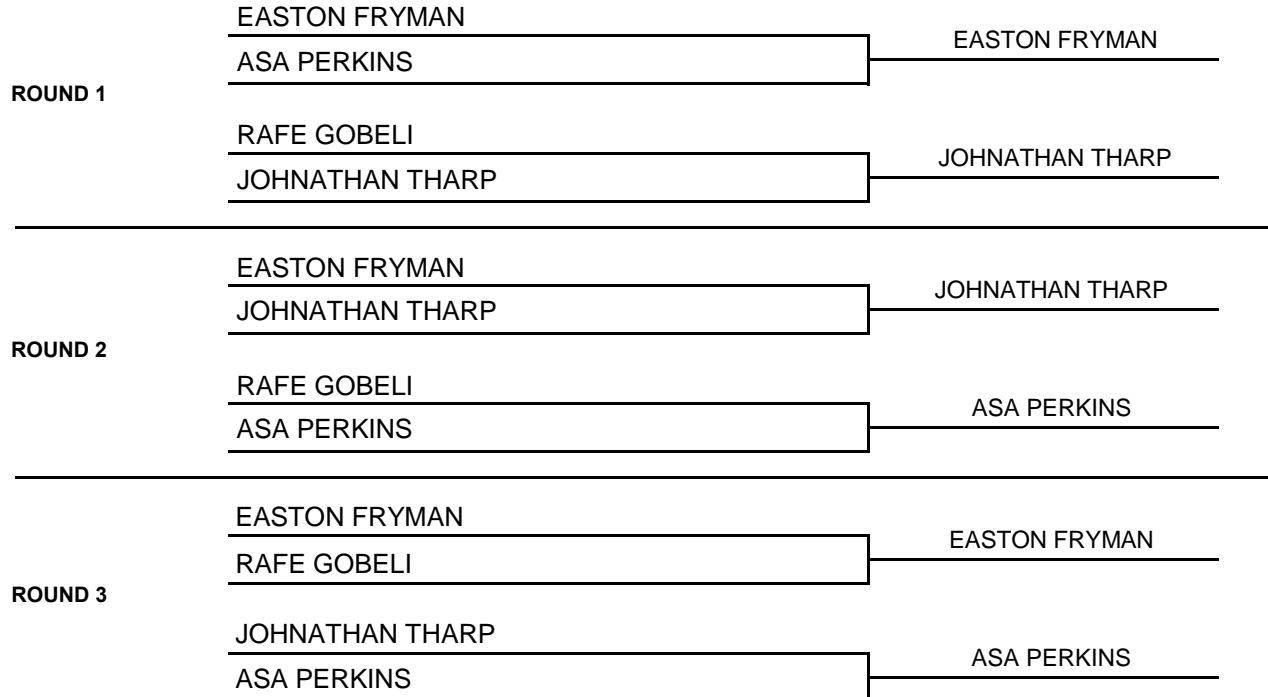 EASTON FRYMAN
EASTON FRYMAN
ASA PERKINS
ROUND 1
RAFE GOBELI
JOHNATHAN THARP
JOHNATHAN THARP
EASTON FRYMAN
JOHNATHAN THARP
JOHNATHAN THARP
ROUND 2
RAFE GOBELI
ASA PERKINS
ASA PERKINS
EASTON FRYMAN
EASTON FRYMAN
RAFE GOBELI
ROUND 3
JOHNATHAN THARP
ASA PERKINS
ASA PERKINS